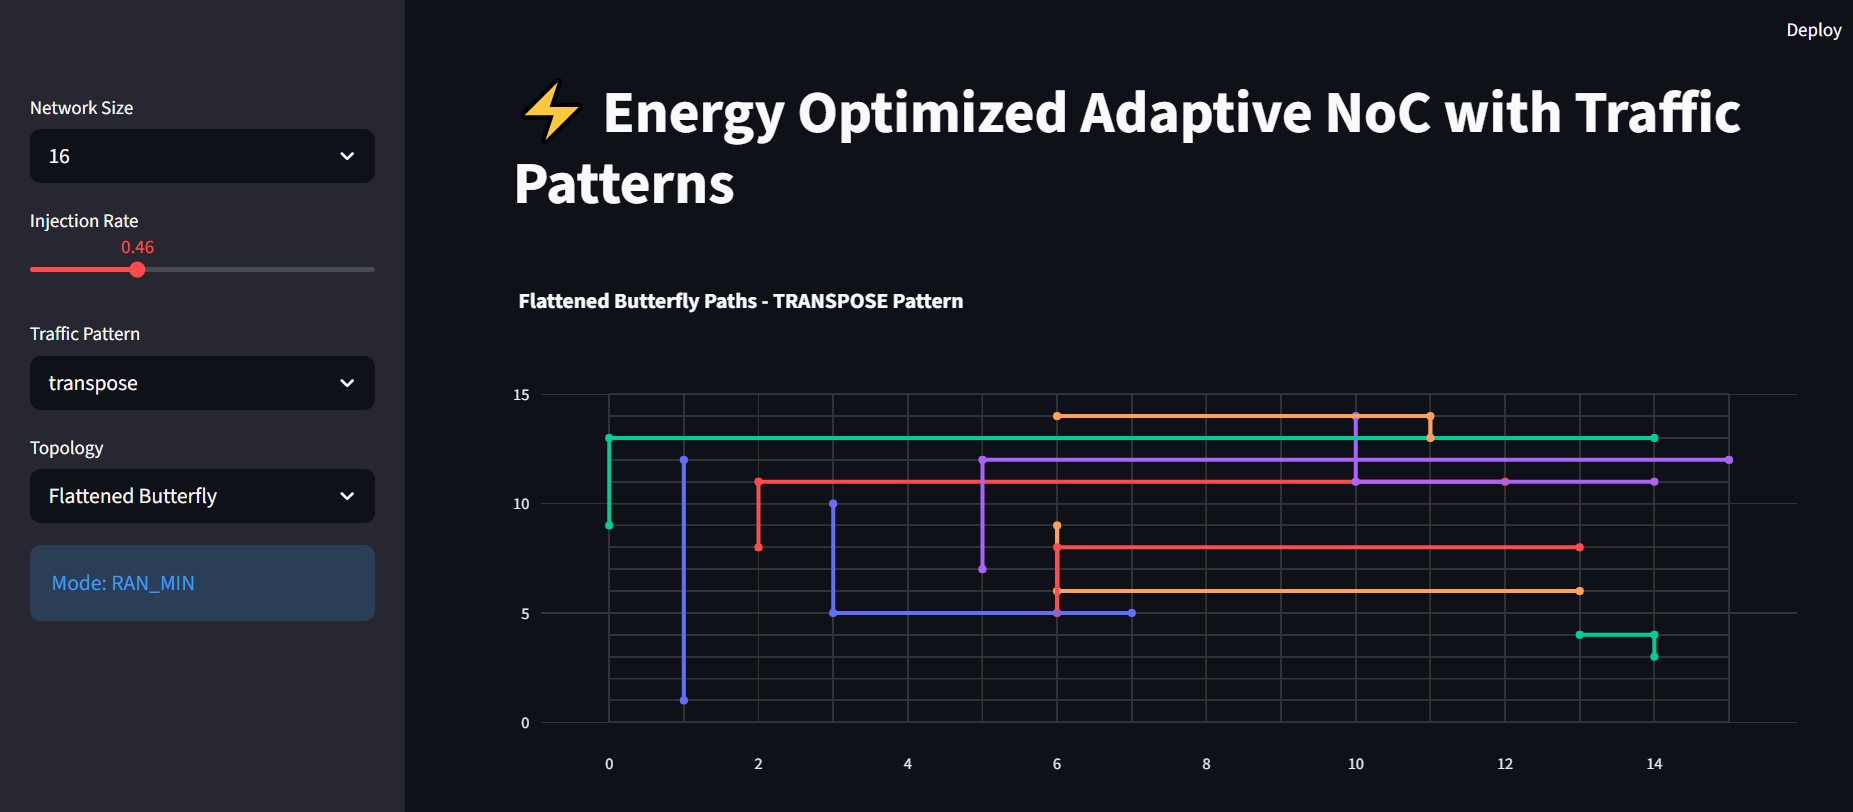 Deploy
Network Size
16
Injection Rate
0.46
Traffic Pattern
transpose
Topology
Flattened Butterfly
Mode: RAN_MIN
⚡ Energy Optimized Adaptive NoC with Traffic
Patterns
Flattened Butterfly Paths - TRANSPOSE Pattern
15
10
5
0
0 2 4 6 8 10 12 14